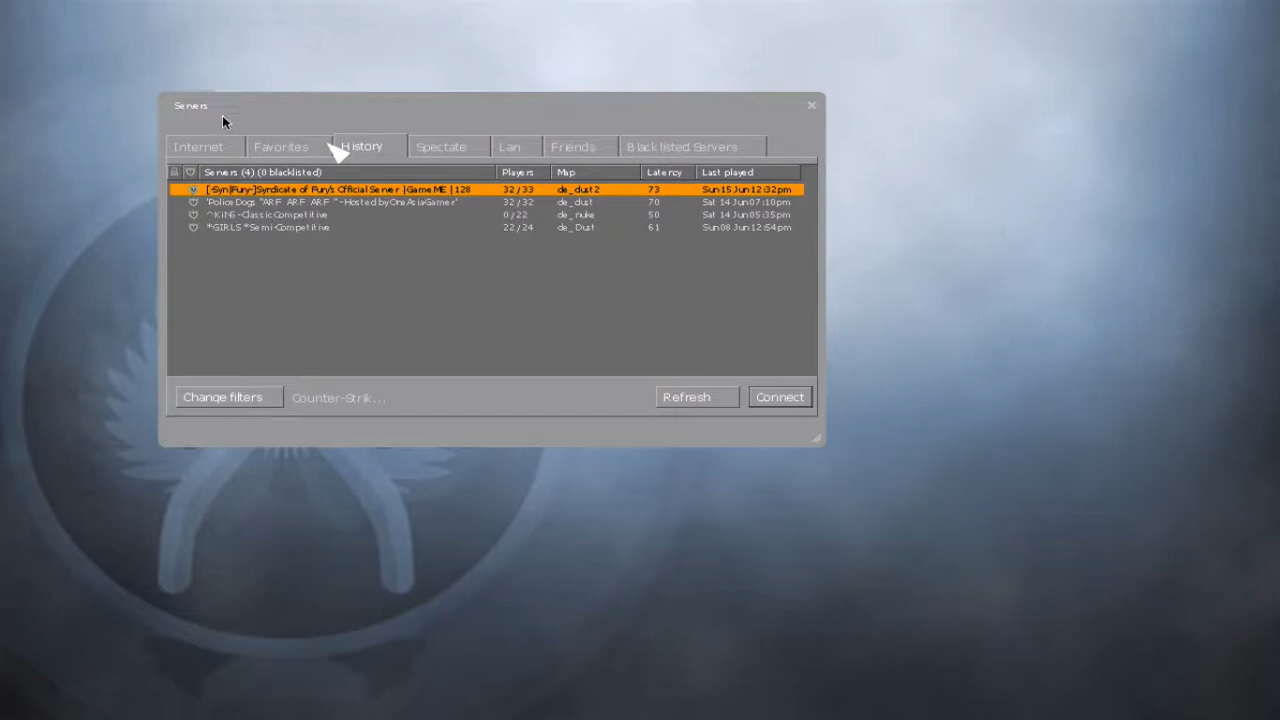 Servers
Internet Favorites History Spectate Lan Friends Blacklisted Servers
Servers (4) (0 blacklisted) Players Map Latency Last played
[-Syn|Fury-]Syndicate of Fury's Official Server |GameME |128 32/33 de_dust2 73 Sun 15 Jun 12:32pm
'Police Dogs "ARF ARF ARF " - Hosted by OneAsiaGamer' 32/32 de_dust 70 Sat 14 Jun 07:10pm
^KINS - Classic Competitive 0/22 de_nuke 50 Sat 14 Jun 05:35pm
*GIRLS *Semi-Competitive 22/24 de_Dust 61 Sun 08 Jun 12:54pm
Change filters Counter-Strik... Refresh Connect